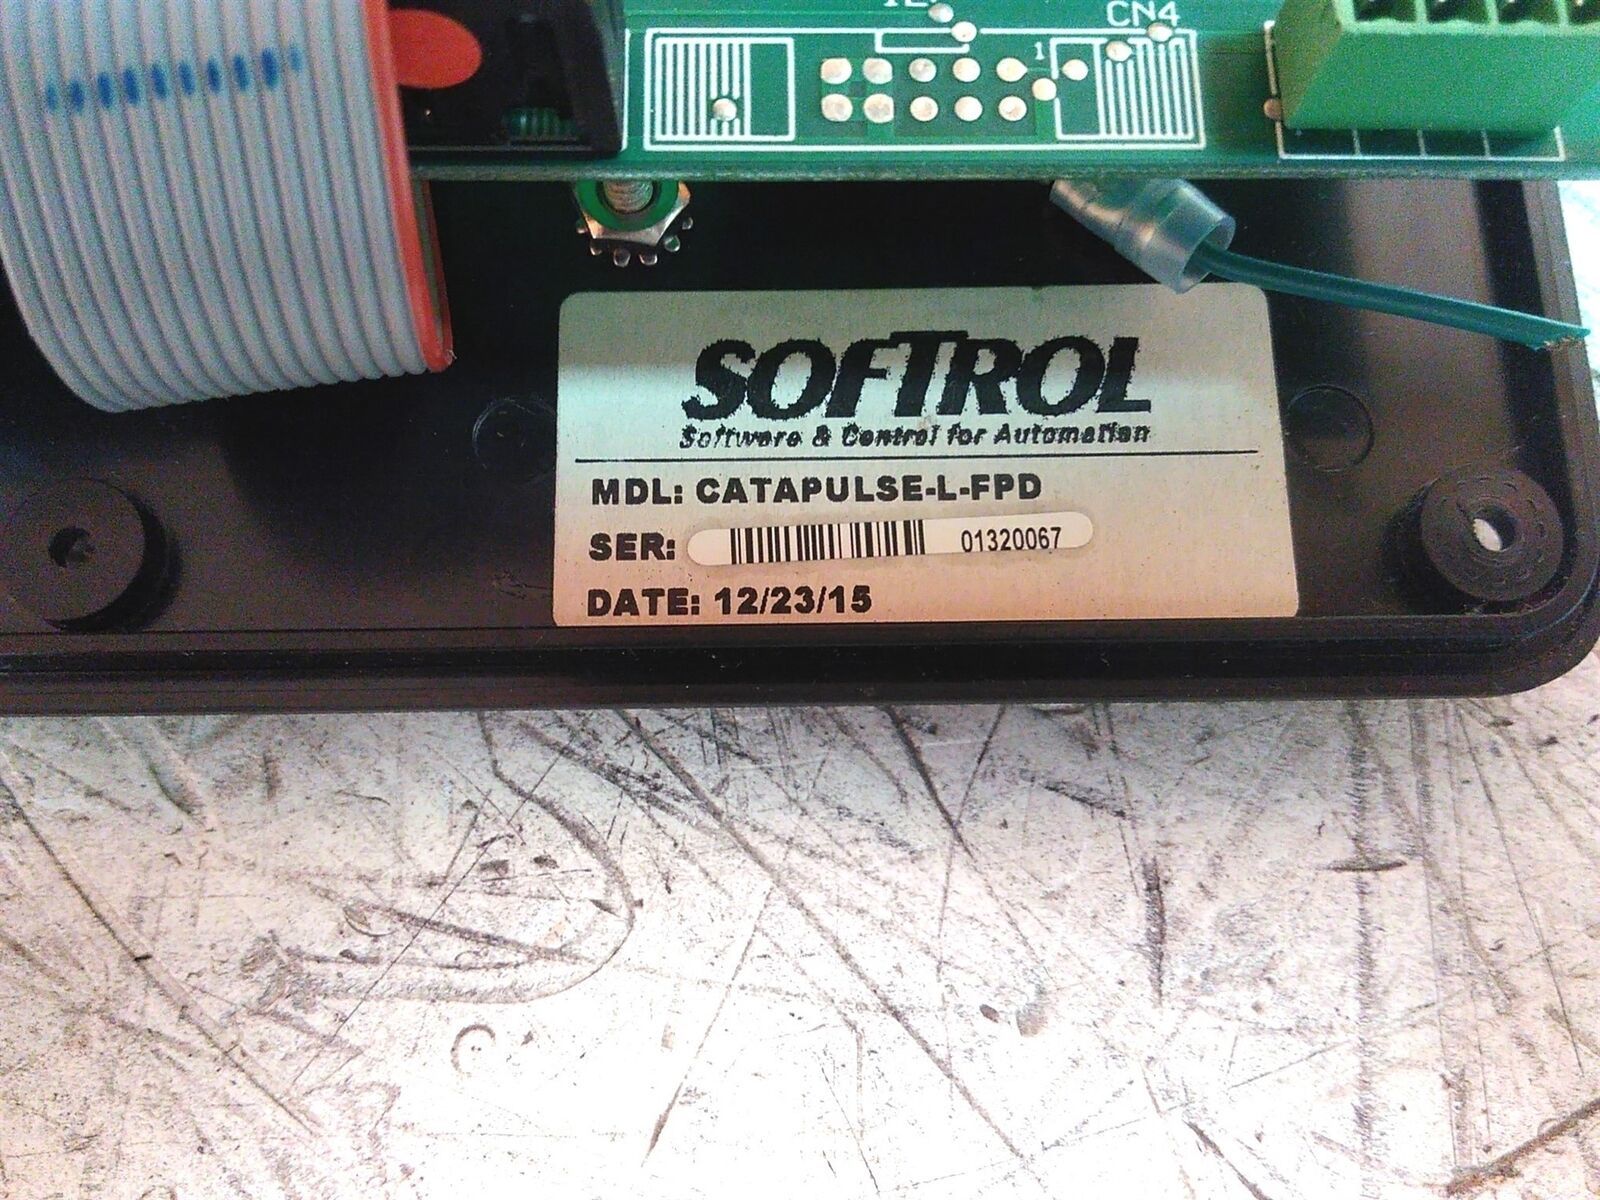 CN4
1
SOFTROL
Software & Control for Automation
MDL: CATAPULSE-L-FPD
SER: 01320067
DATE: 12/23/15